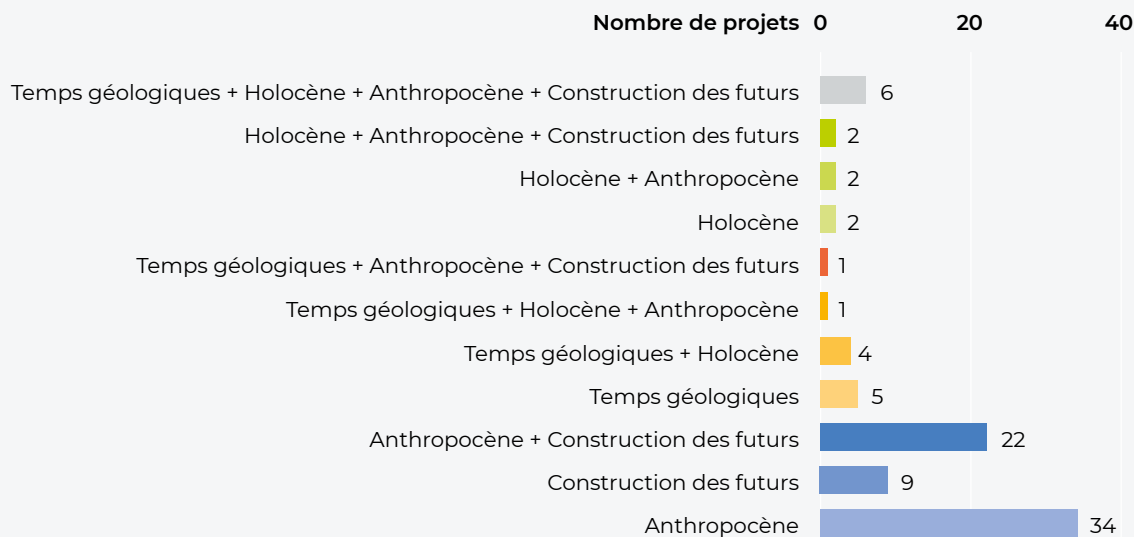 Nombre de projets 0 20 40
Temps géologiques + Holocène + Anthropocène + Construction des futurs 6
Holocène + Anthropocène + Construction des futurs 2
Holocène + Anthropocène 2
Holocène 2
Temps géologiques + Anthropocène + Construction des futurs 1
Temps géologiques + Holocène + Anthropocène 1
Temps géologiques + Holocène 4
Temps géologiques 5
Anthropocène + Construction des futurs 22
Construction des futurs 9
Anthropocène 34